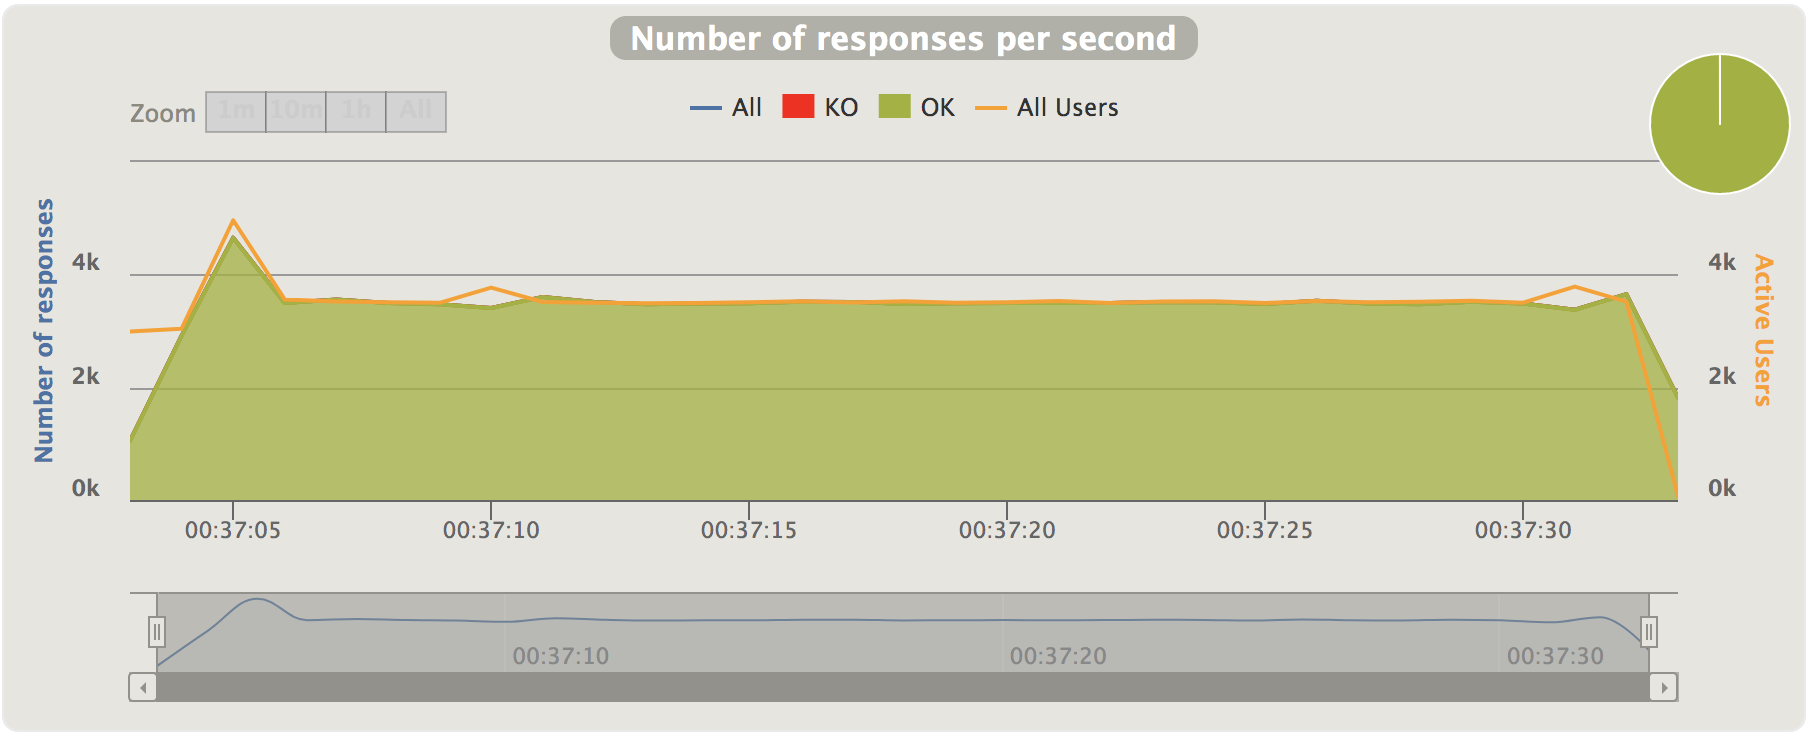 Number of responses per second
Zoom 1m 10m 1h All
All KO OK All Users
Number of responses
4k
2k
0k
4k
2k
0k
Active Users
00:37:05 00:37:10 00:37:15 00:37:20 00:37:25 00:37:30
00:37:10 00:37:20 00:37:30